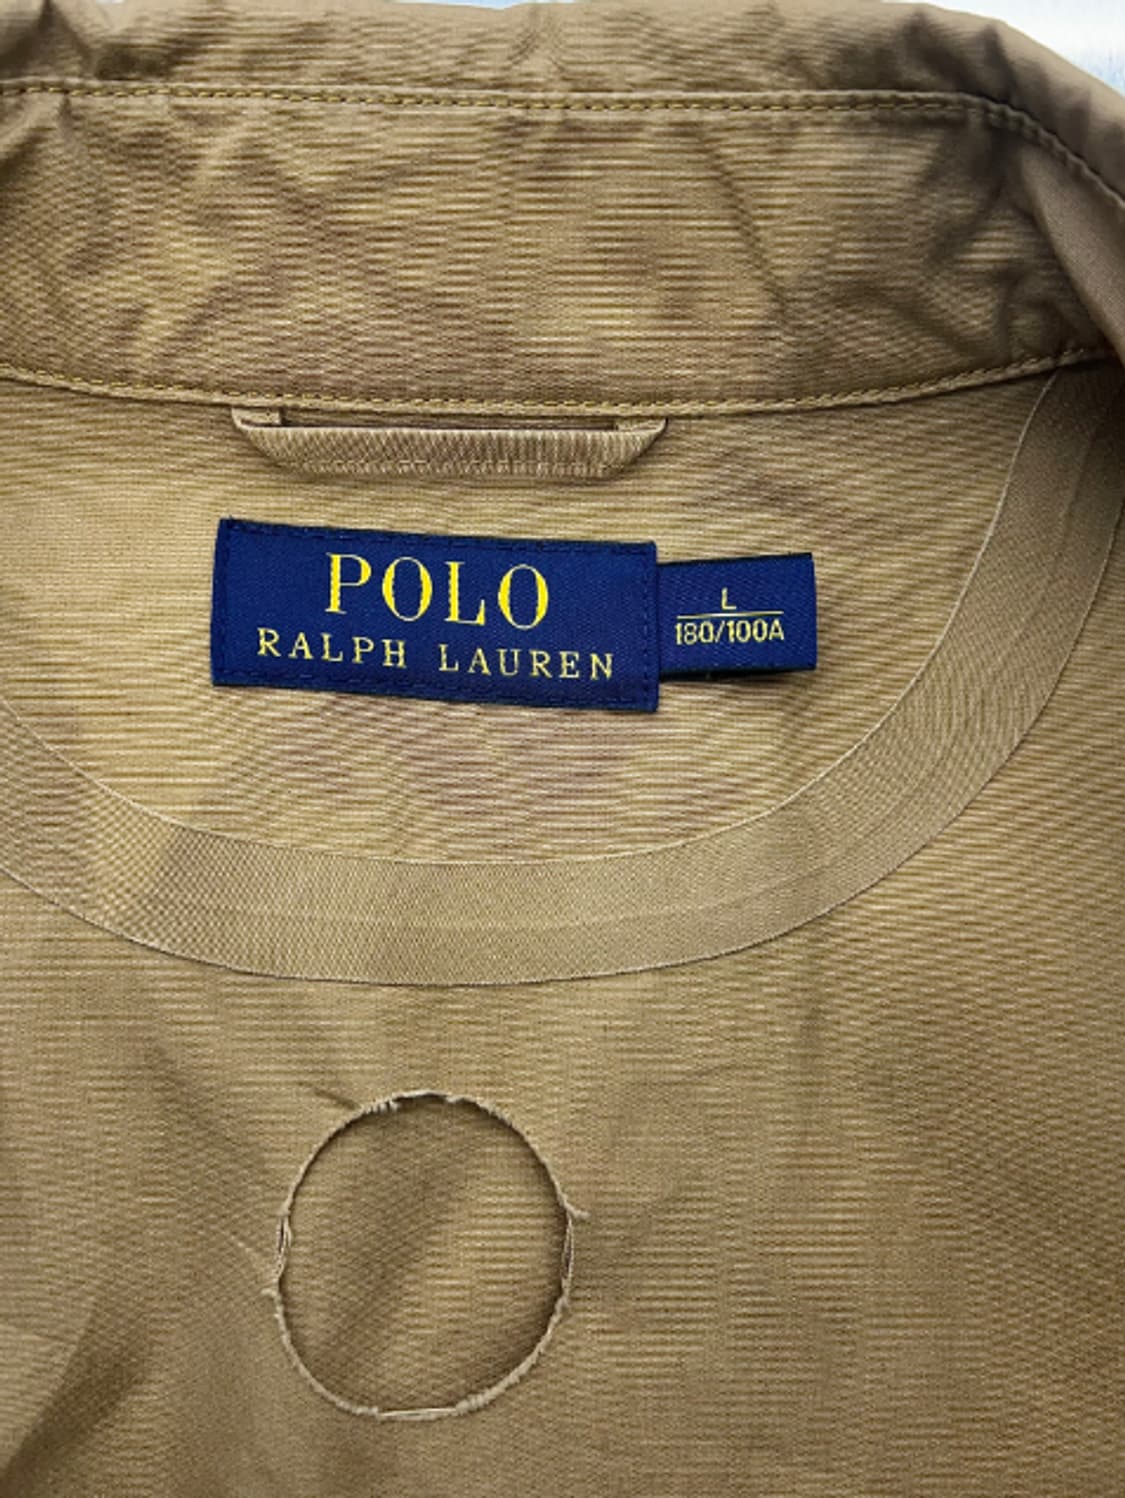 POLO
RALPH LAUREN
L
180/100A